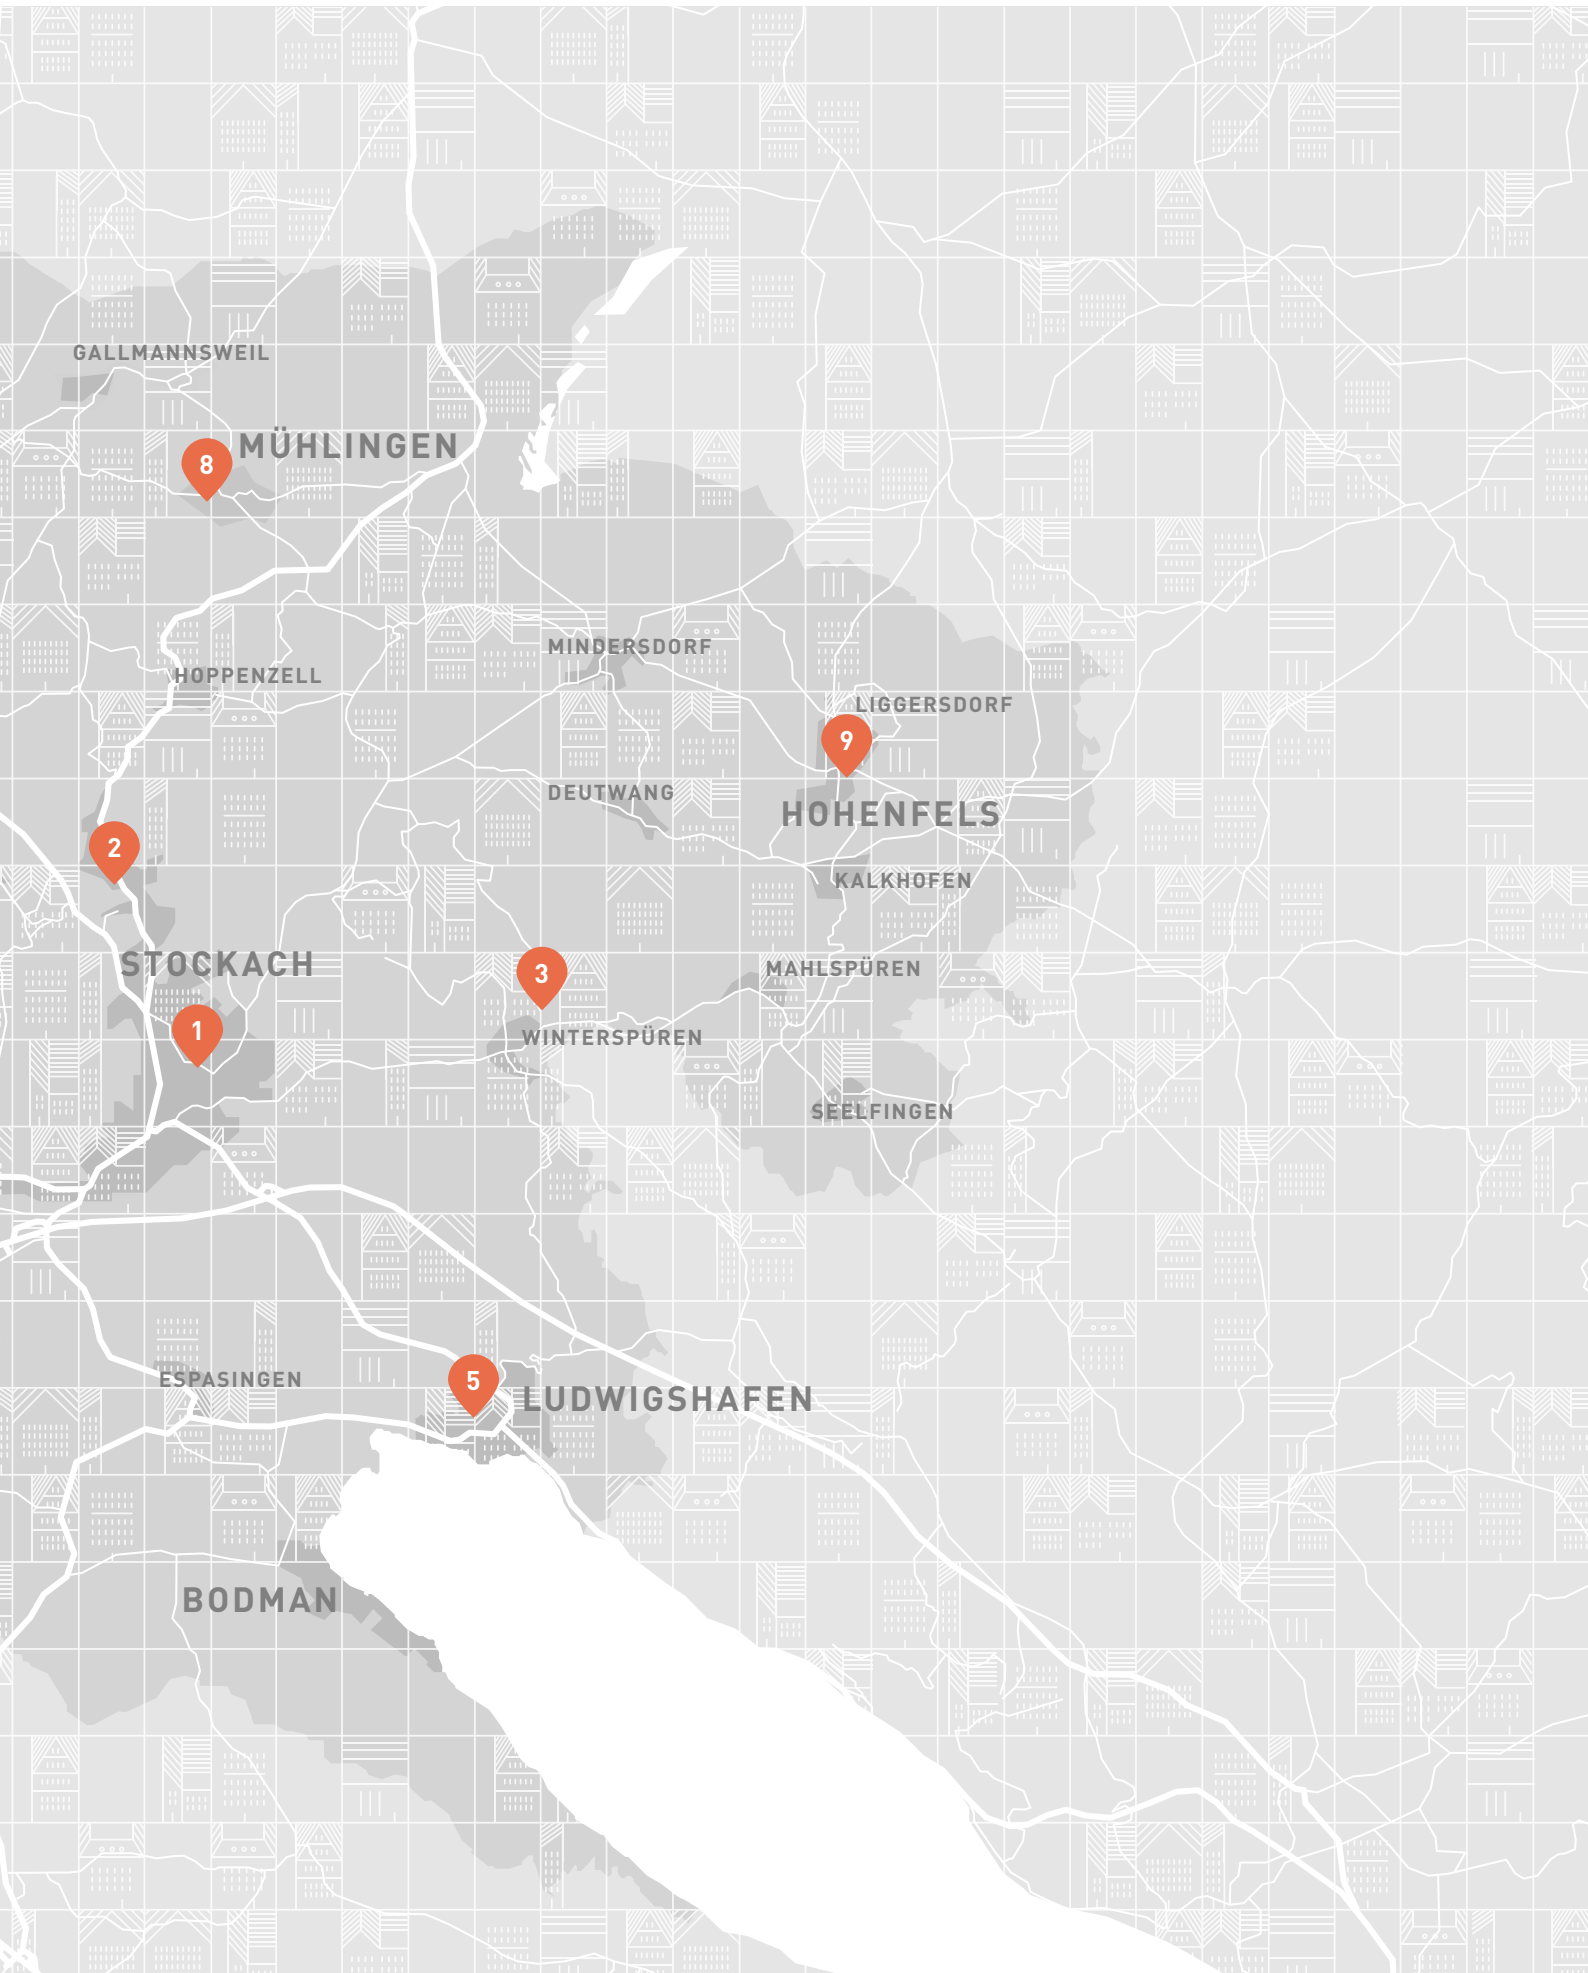 GALLMANNSWEIL
MÜHLINGEN
8
MINDERSDORF
HOPPENZELL
LIGGERSDORF
9
DEUTWANG
HOHENFELS
2
KALKHOFEN
STOCKACH
3
MAHLSPÜREN
1
WINTERSPÜREN
SEELFINGEN
ESPASINGEN
5
LUDWIGSHAFEN
BODMAN